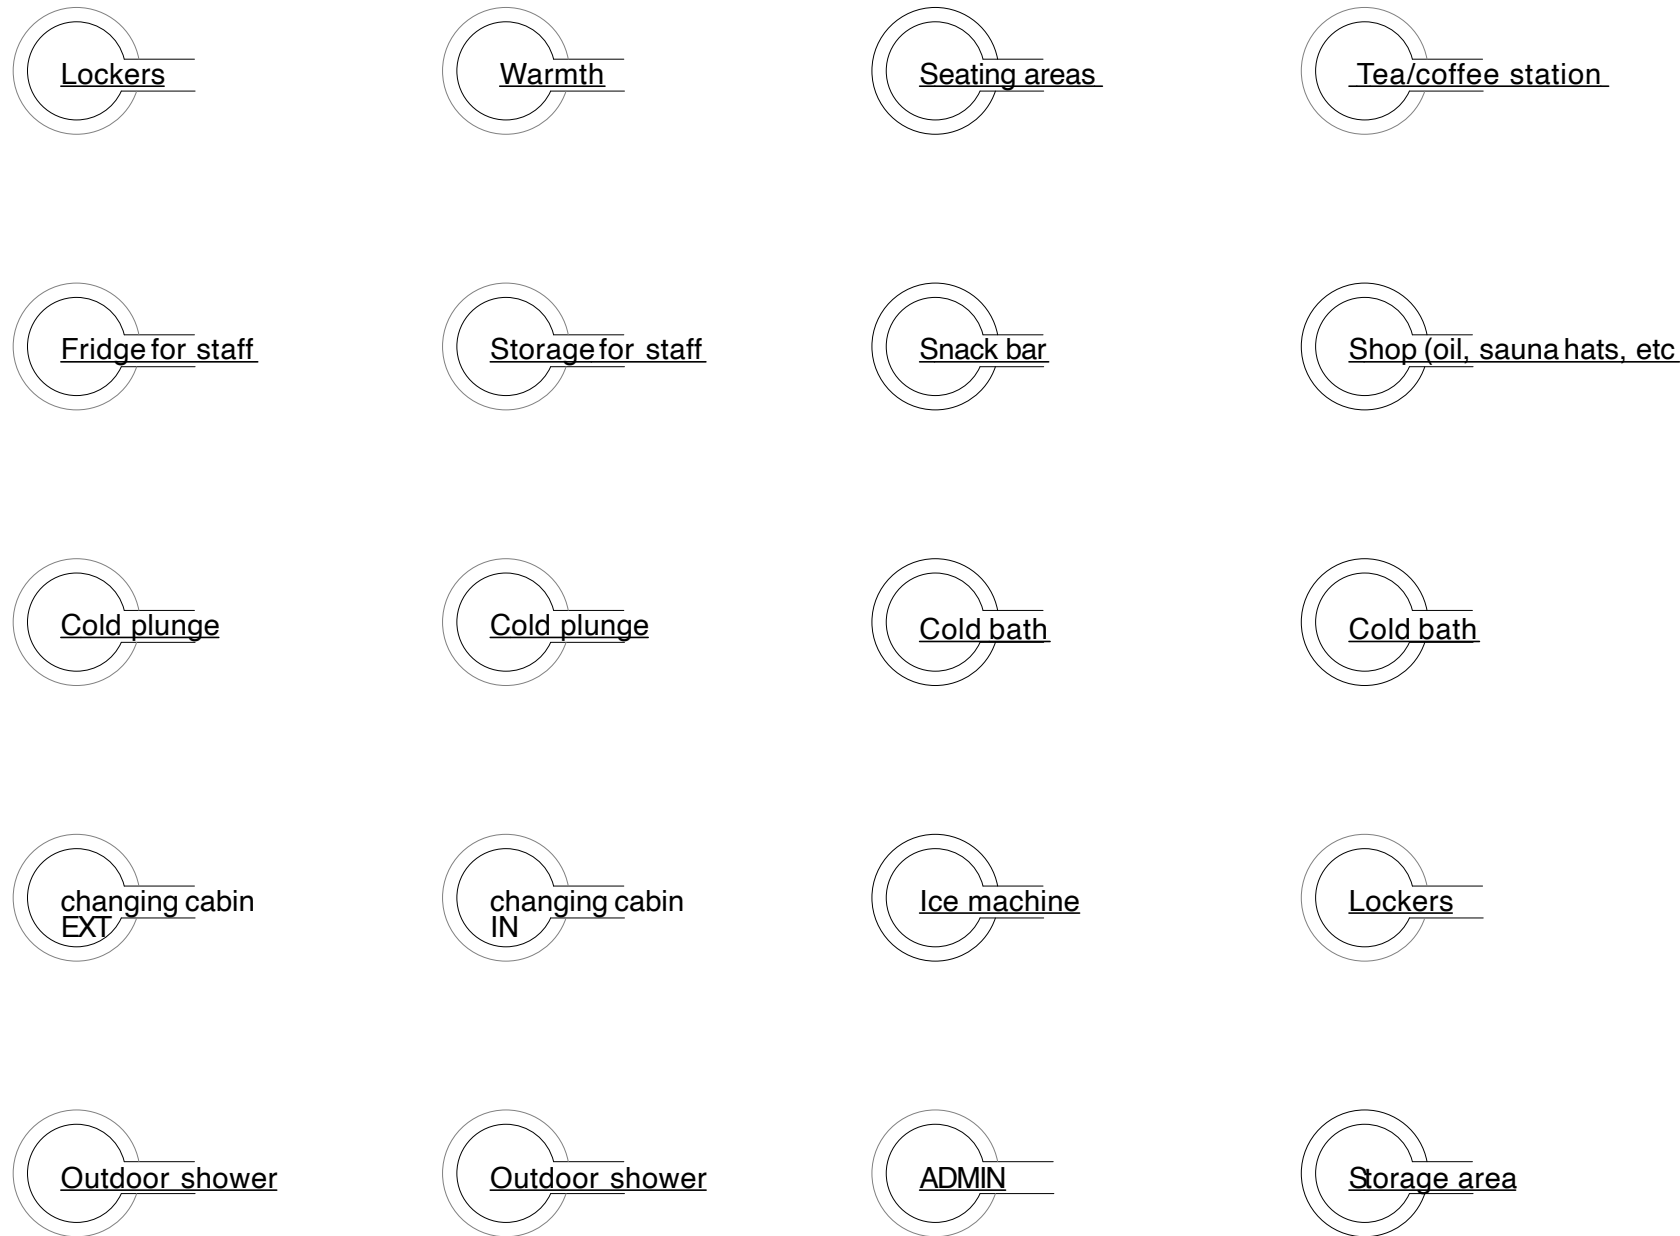 Lockers
Warmth
Seating areas
Tea/coffee station
Fridge for staff
Storage for staff
Snack bar
Shop (oil, sauna hats, etc
Cold plunge
Cold plunge
Cold bath
Cold bath
changing cabin
EXT
changing cabin
IN
Ice machine
Lockers
Outdoor shower
Outdoor shower
ADMIN
Storage area